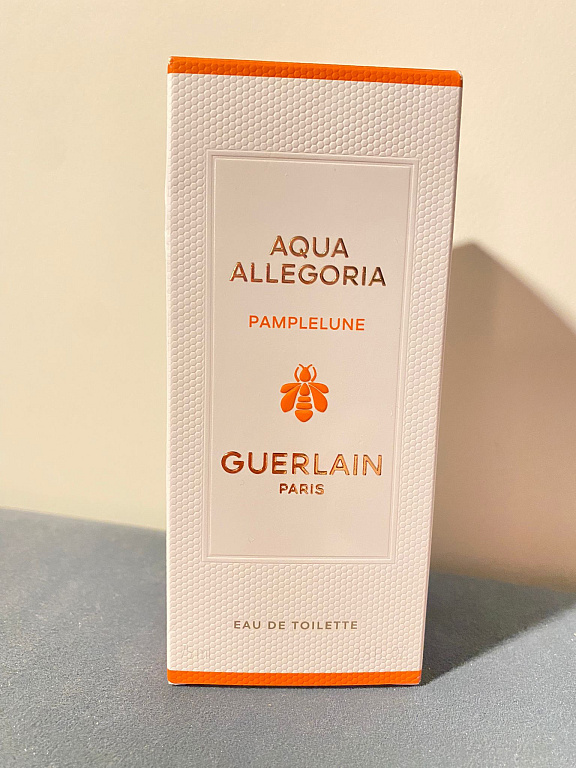 AQUA
ALLEGORIA
PAMPLELUNE
GUERLAIN
PARIS
EAU DE TOILETTE